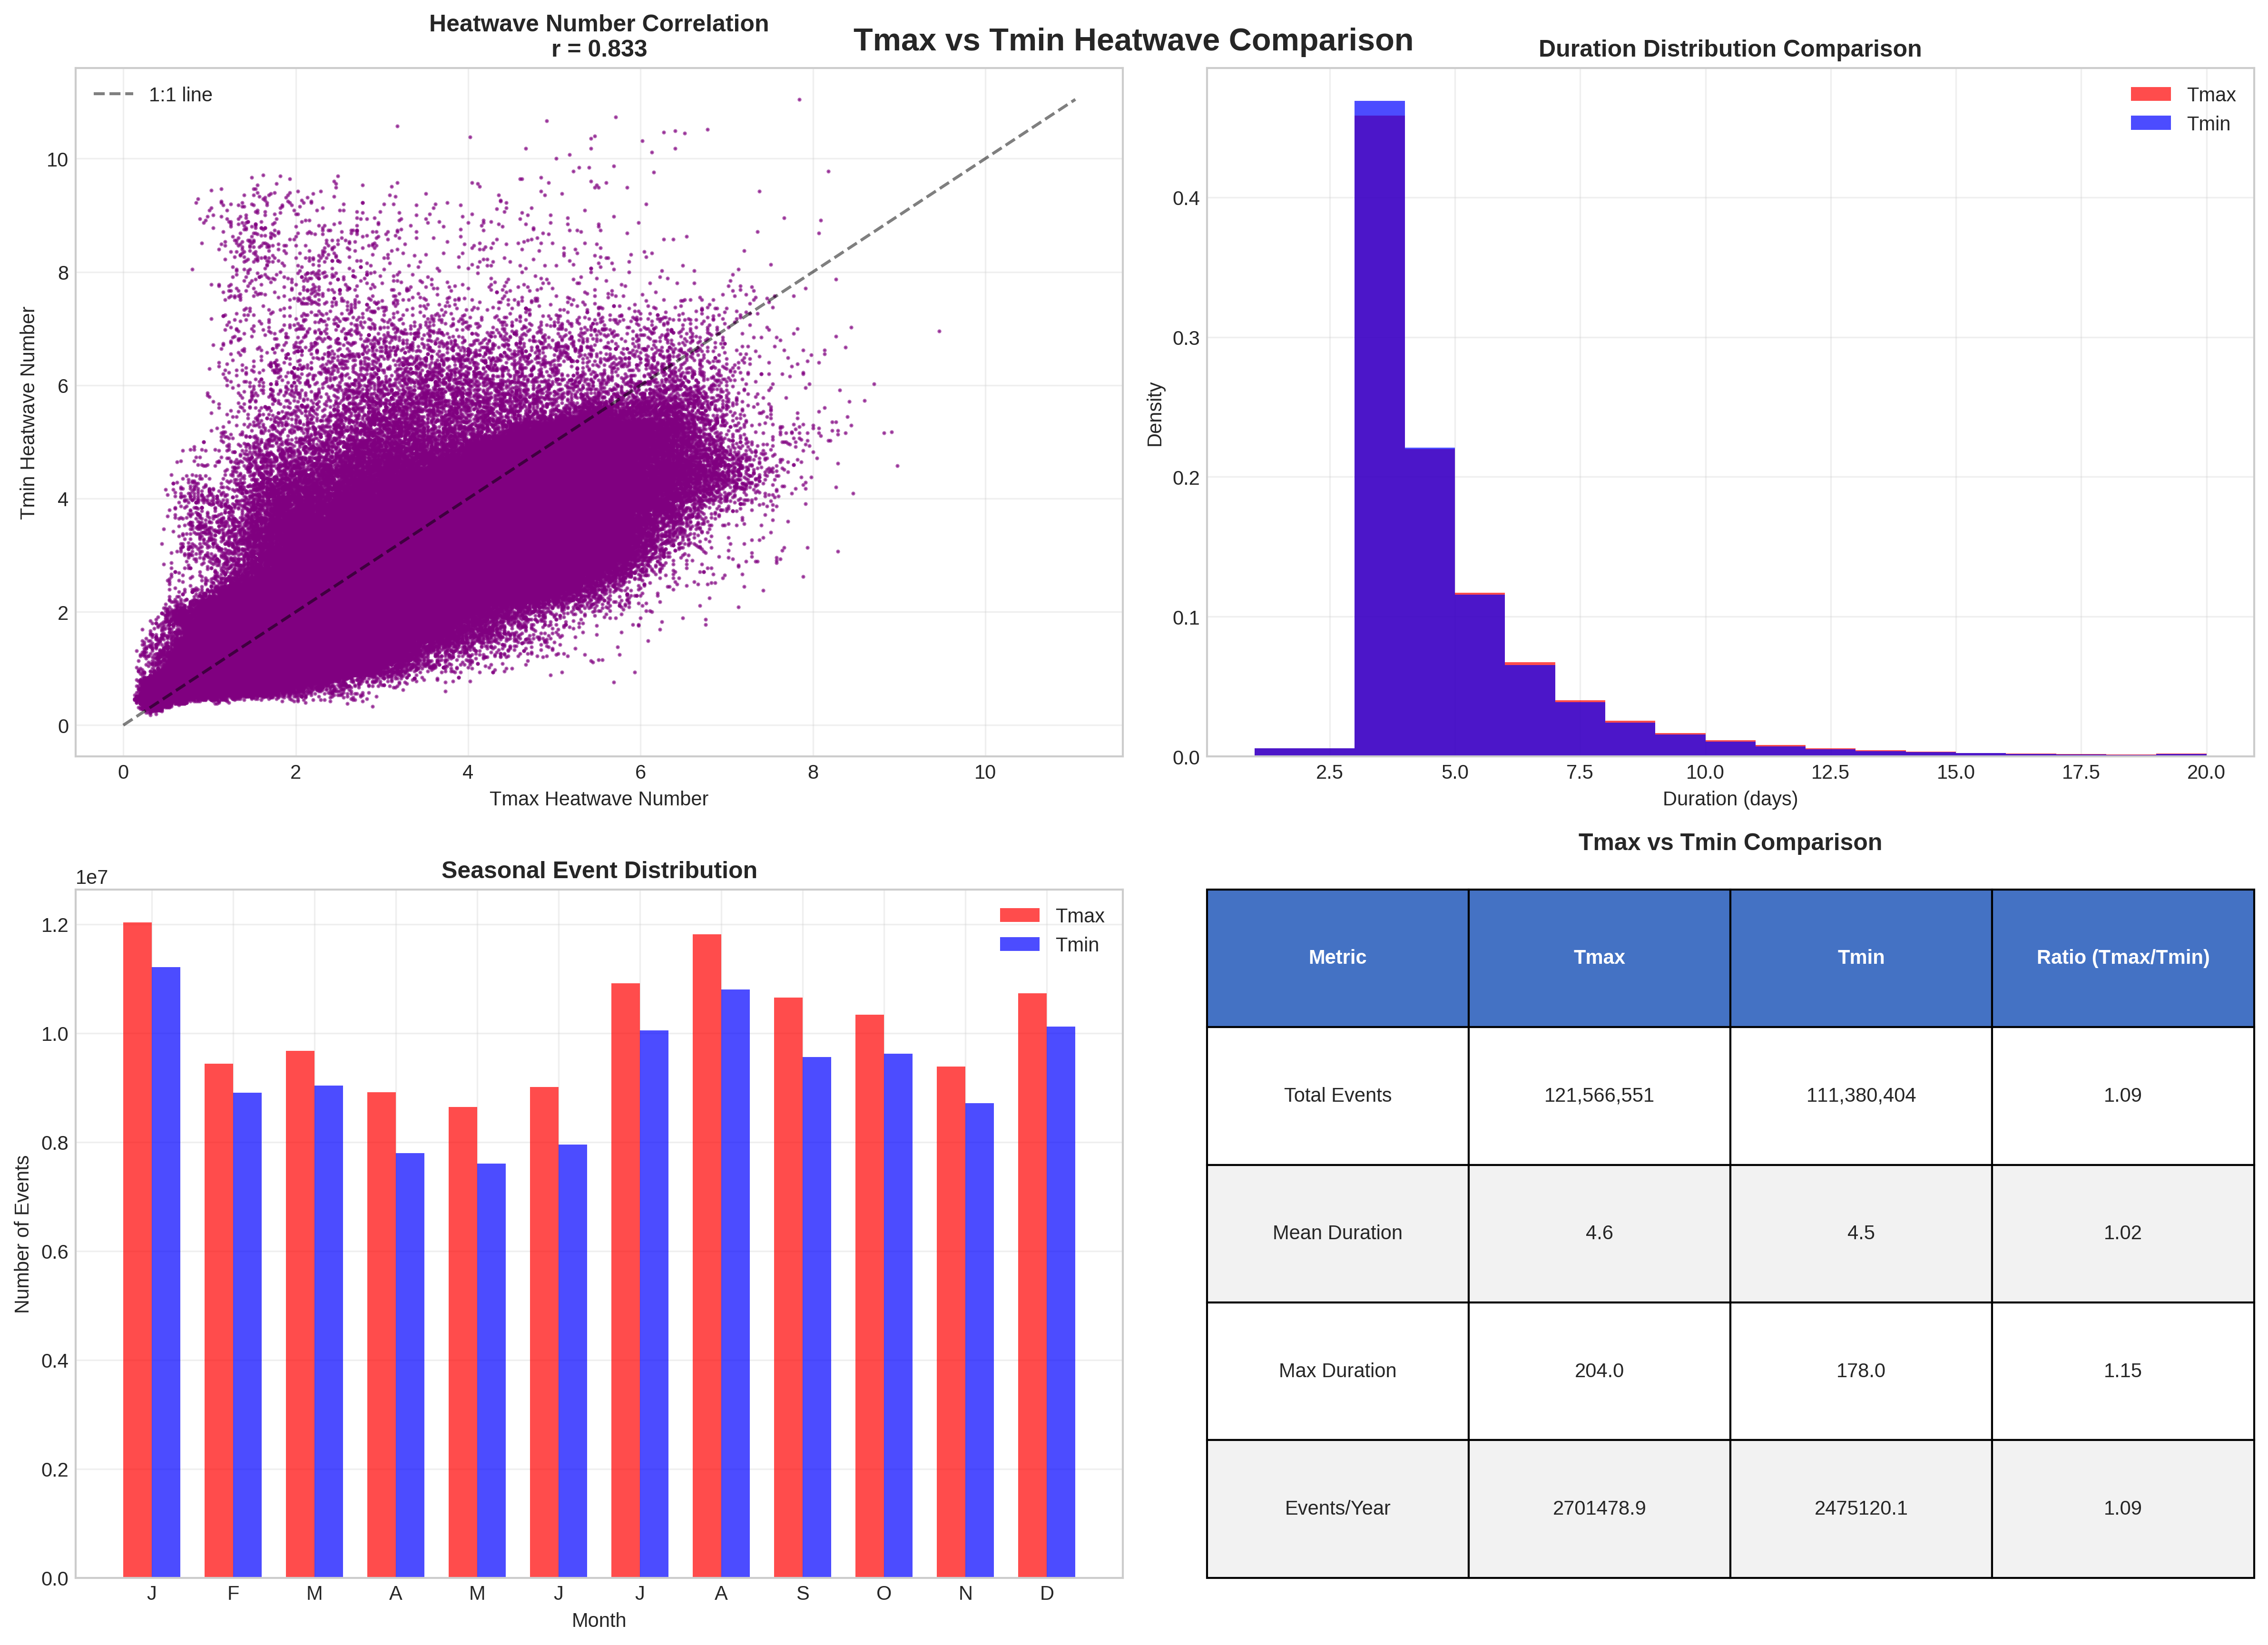 Tmax vs Tmin Heatwave Comparison
Heatwave Number Correlation
r = 0.833
1:1 line
10
8
6
4
2
0
Tmin Heatwave Number
0 2 4 6 8 10
Tmax Heatwave Number
Duration Distribution Comparison
Tmax
Tmin
0.4
0.3
0.2
0.1
0.0
Density
2.5 5.0 7.5 10.0 12.5 15.0 17.5 20.0
Duration (days)
Seasonal Event Distribution
1e7
Tmax
Tmin
1.2
1.0
0.8
0.6
0.4
0.2
0.0
Number of Events
J F M A M J J A S O N D
Month
Tmax vs Tmin Comparison
Metric Tmax Tmin Ratio (Tmax/Tmin)
Total Events 121,566,551 111,380,404 1.09
Mean Duration 4.6 4.5 1.02
Max Duration 204.0 178.0 1.15
Events/Year 2701478.9 2475120.1 1.09